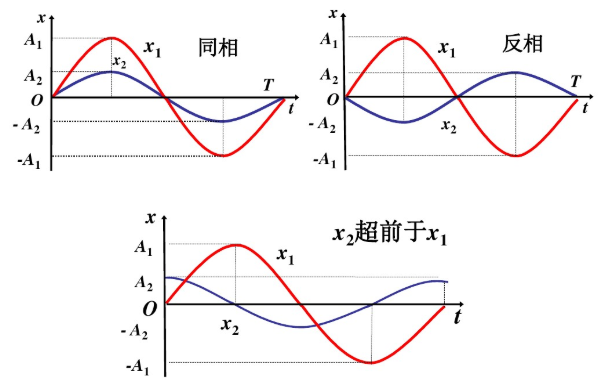 x
A1
x1
同相
x2
A2
T
O
t
- A2
-A1
x
A1
x1
反相
A2
T
O
t
- A2
x2
-A1
x
x2超前于x1
A1
x1
A2
O
t
x2
- A2
-A1